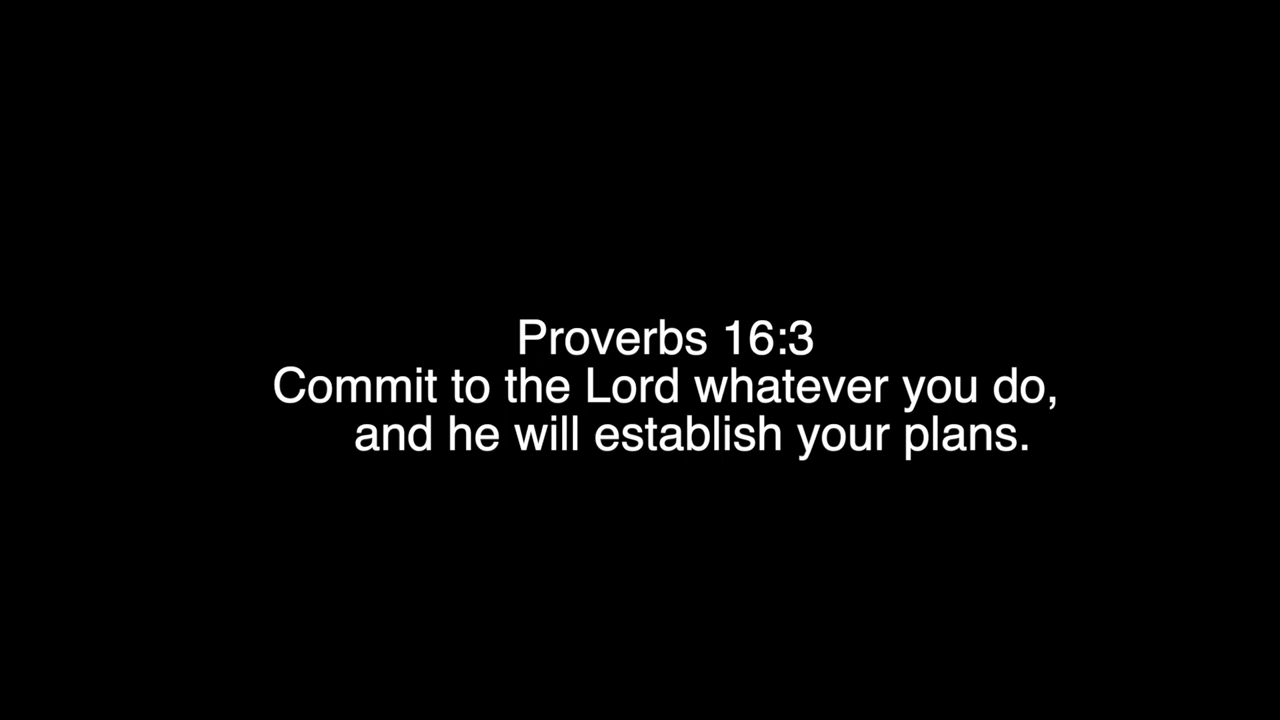 Proverbs 16:3
Commit to the Lord whatever you do,
and he will establish your plans.